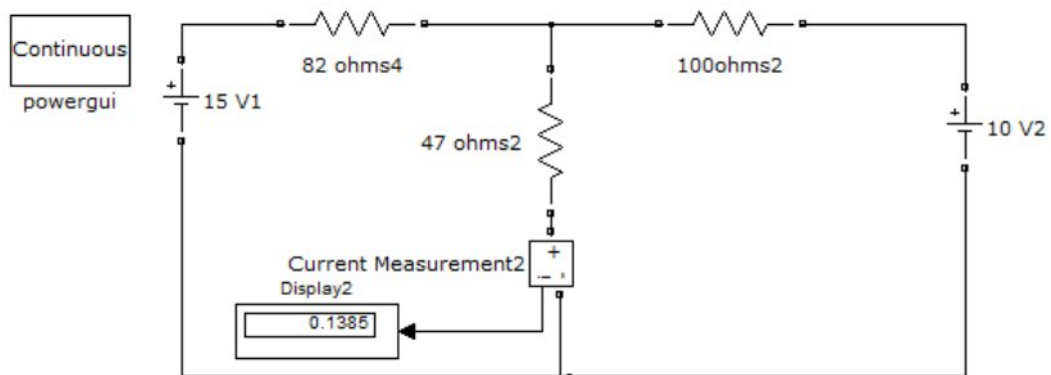 Continuous
powergui
+
15 V1
82 ohms4
100ohms2
47 ohms2
+
10 V2
Current Measurement2
+
Display2
0.1385